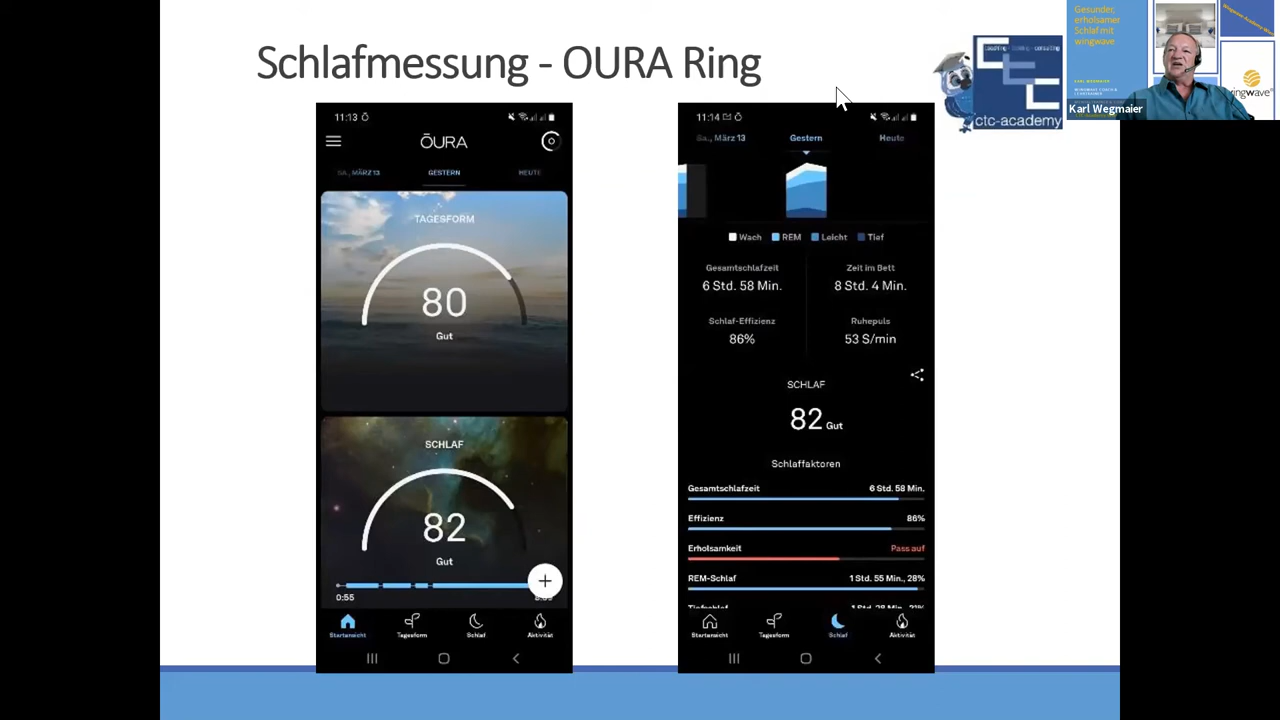 Schlafmessung - OURA Ring
11:13
ŌURA
SA., MÄRZ 13 GESTERN HEUTE
TAGESFORM
80
Gut
SCHLAF
82
Gut
0:55
Startansicht Tagesform Schlaf Aktivität
11:14
Sa., März 13 Gestern Heute
Wach REM Leicht Tief
Gesamtschlafzeit Zeit im Bett
6 Std. 58 Min. 8 Std. 4 Min.
Schlaf-Effizienz Ruhepuls
86% 53 S/min
SCHLAF
82 Gut
Schlaffaktoren
Gesamtschlafzeit 6 Std. 58 Min.
Effizienz 86%
Erholsamkeit Pass auf
REM-Schlaf 1 Std. 55 Min., 28%
Startansicht Tagesform Schlaf Aktivität
ctc-academy
Gesunder,
erholsamer
Schlaf mit
wingwave
KARL WEGMAIER
Karl Wegmaier